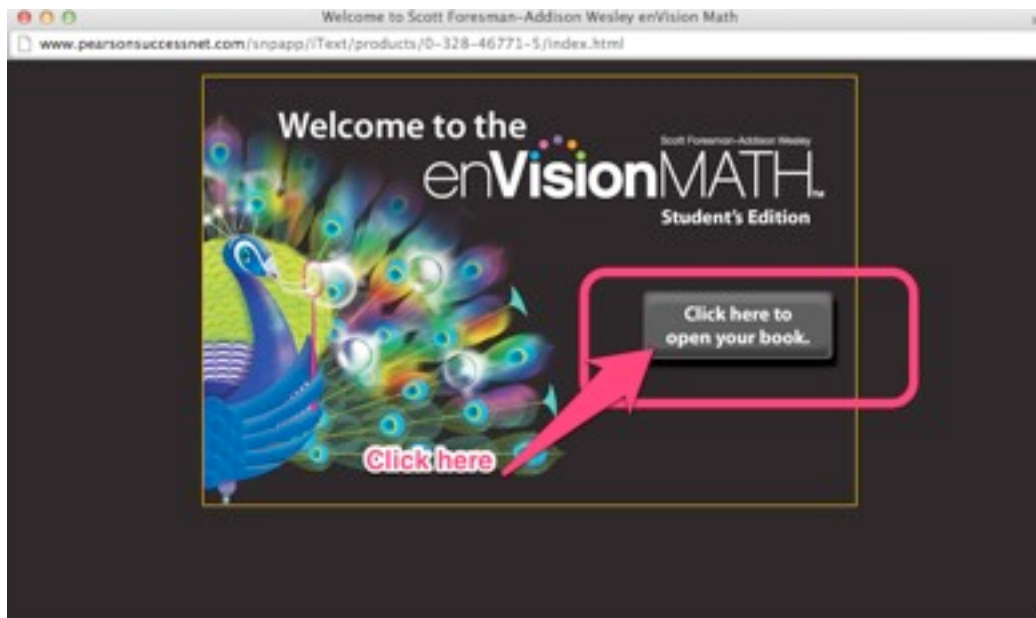 Welcome to Scott Foresman–Addison Wesley enVision Math
www.pearsonsuccessnet.com/snpapp/iText/products/0-328-46771-5/index.html
Welcome to the
Scott Foresman–Addison Wesley
enVisionMATH™
Student's Edition
Click here to
open your book.
Click here